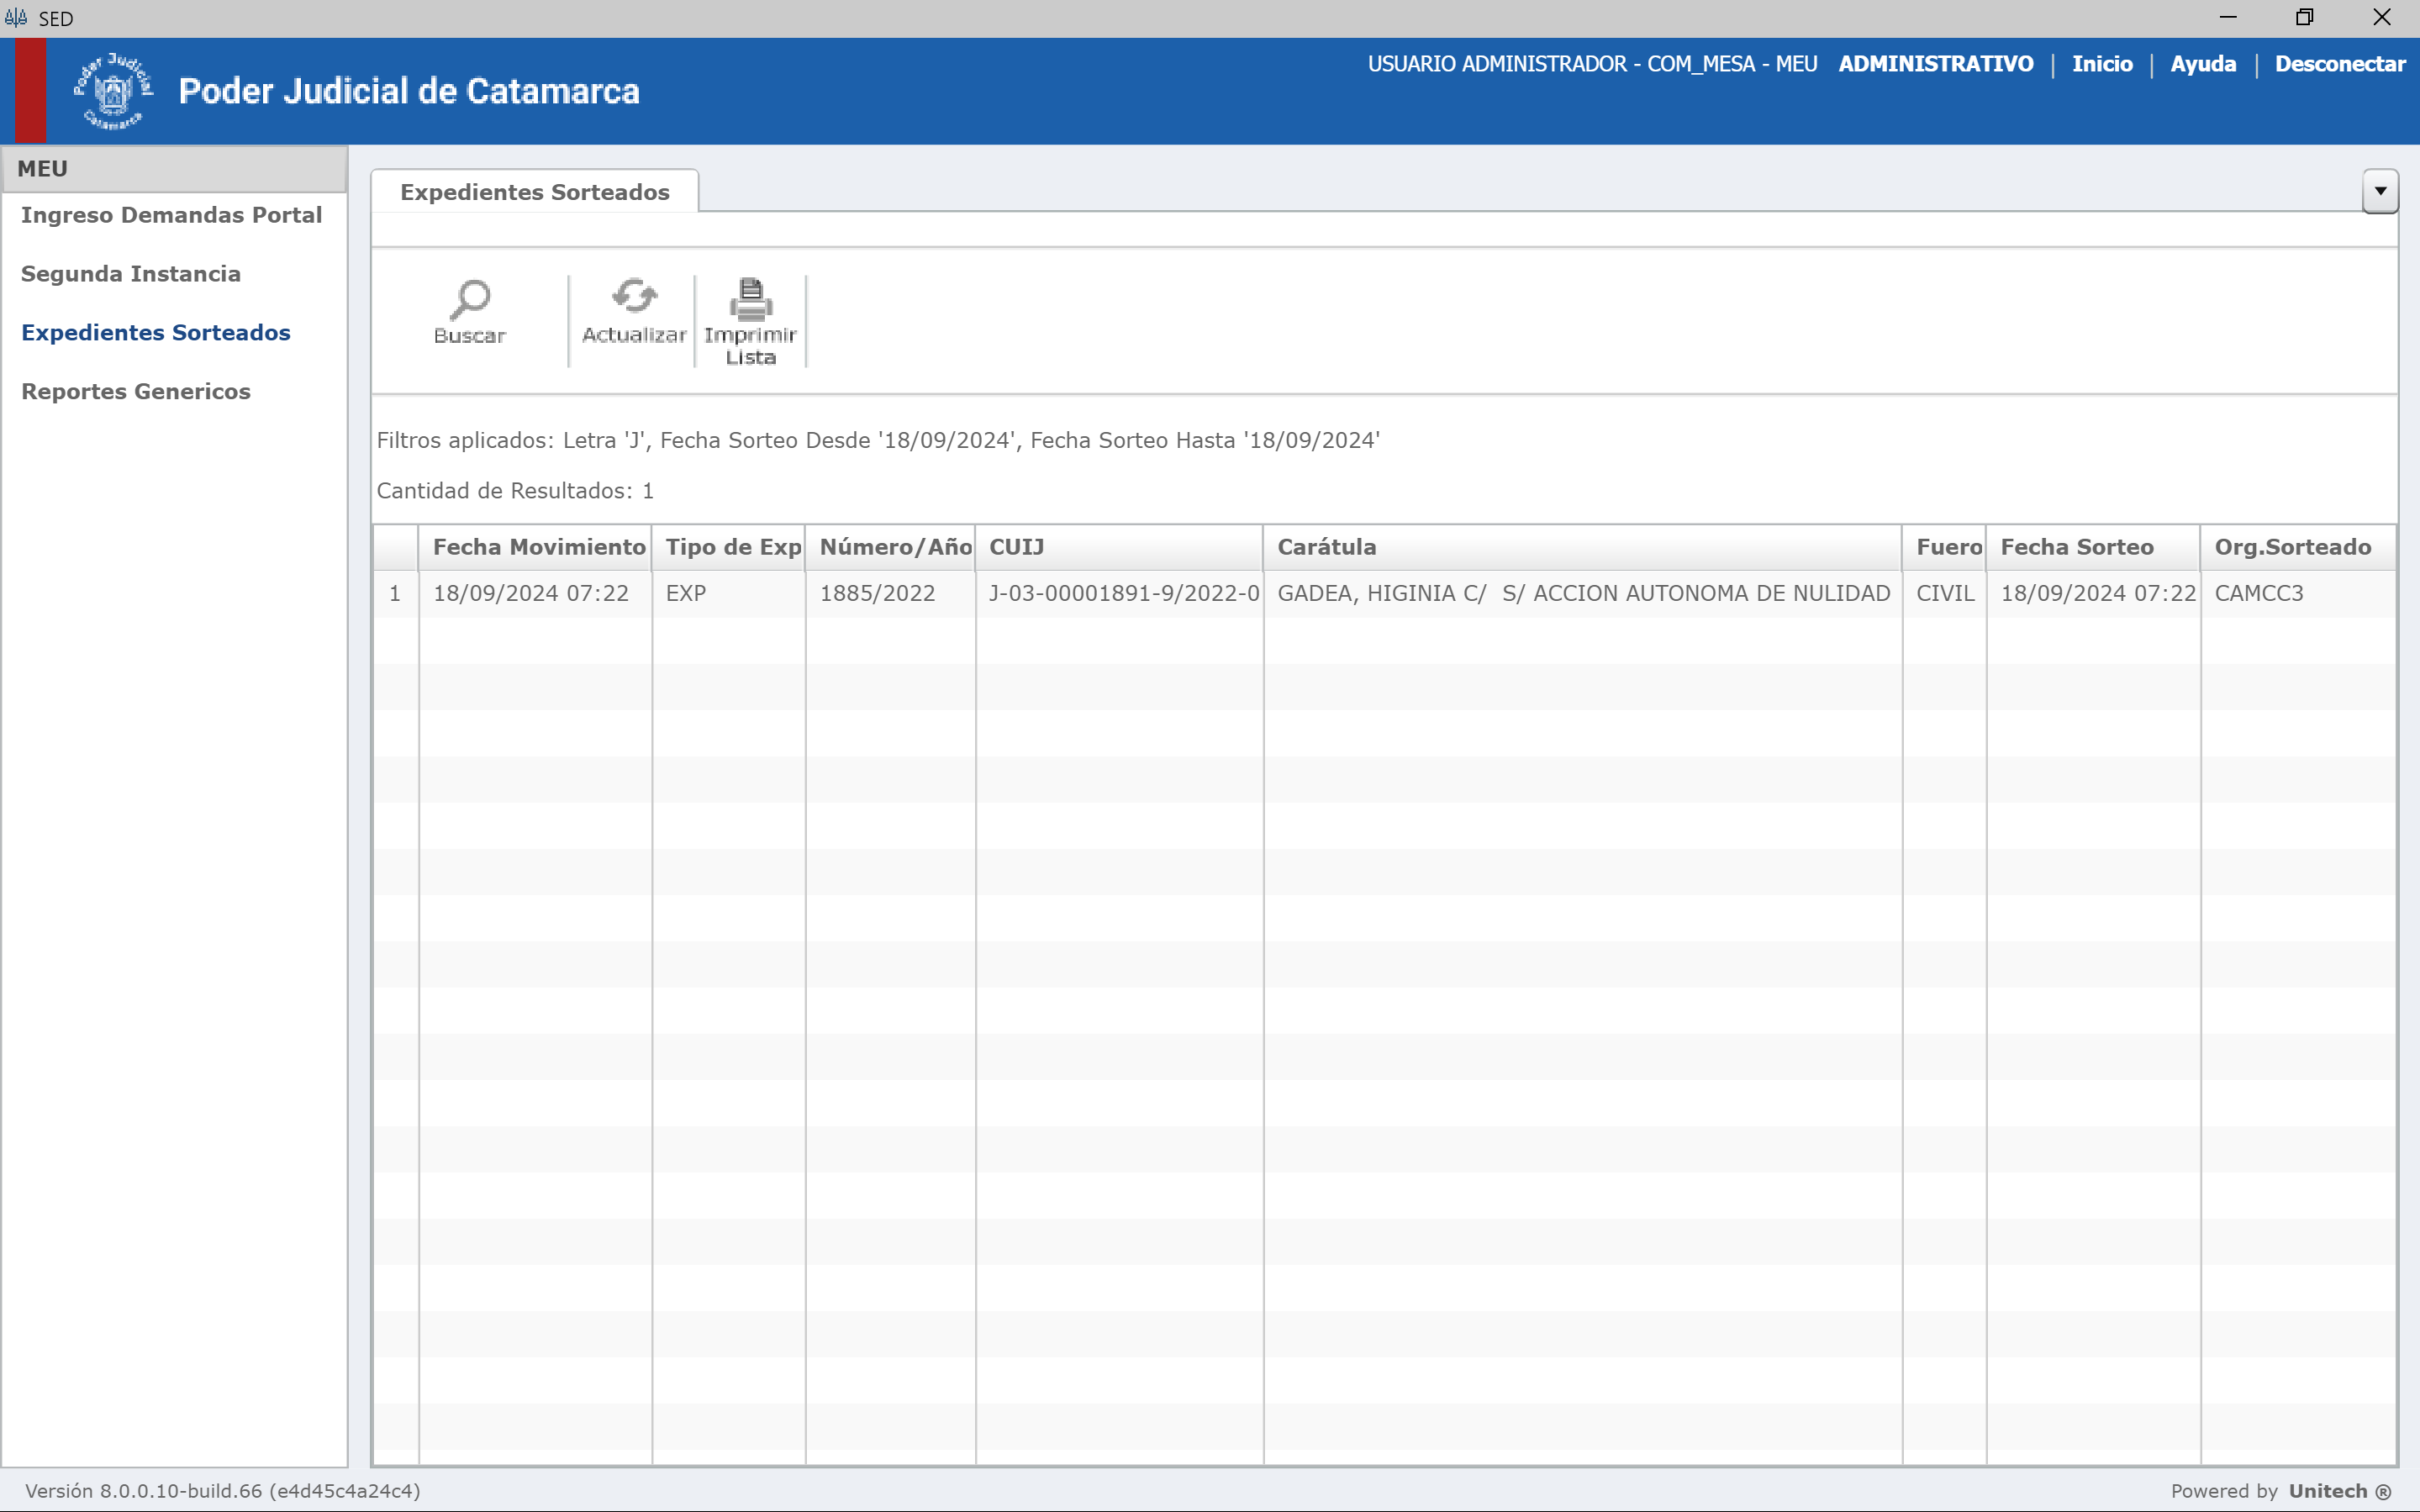 SED
Poder Judicial Catamarca
Poder Judicial de Catamarca
USUARIO ADMINISTRADOR - COM_MESA - MEU ADMINISTRATIVO | Inicio | Ayuda | Desconectar
MEU
Ingreso Demandas Portal
Segunda Instancia
Expedientes Sorteados
Reportes Genericos
Expedientes Sorteados
Buscar
Actualizar
Imprimir
Lista
Filtros aplicados: Letra 'J', Fecha Sorteo Desde '18/09/2024', Fecha Sorteo Hasta '18/09/2024'
Cantidad de Resultados: 1
Fecha Movimiento Tipo de Exp Número/Año CUIJ Carátula Fuero Fecha Sorteo Org.Sorteado
1 18/09/2024 07:22 EXP 1885/2022 J-03-00001891-9/2022-0 GADEA, HIGINIA C/  S/ ACCION AUTONOMA DE NULIDAD CIVIL 18/09/2024 07:22 CAMCC3
Versión 8.0.0.10-build.66 (e4d45c4a24c4)
Powered by Unitech ®